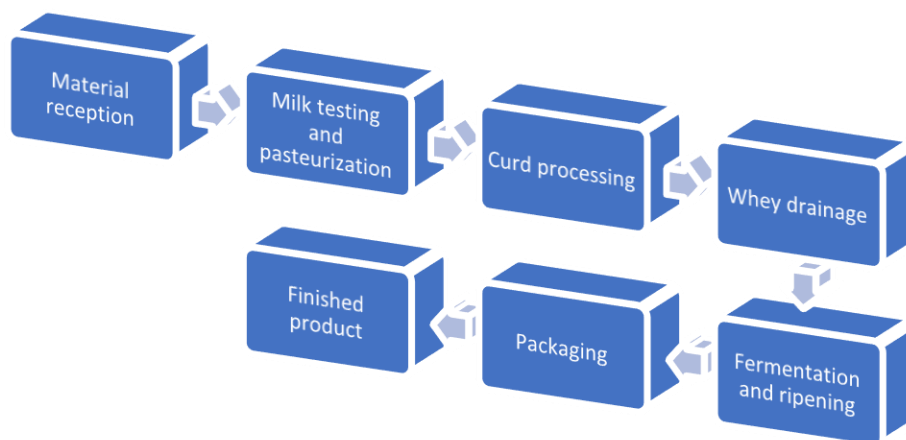 Material
reception
Milk testing
and
pasteurization
Curd processing
Whey drainage
Fermentation
and ripening
Packaging
Finished
product